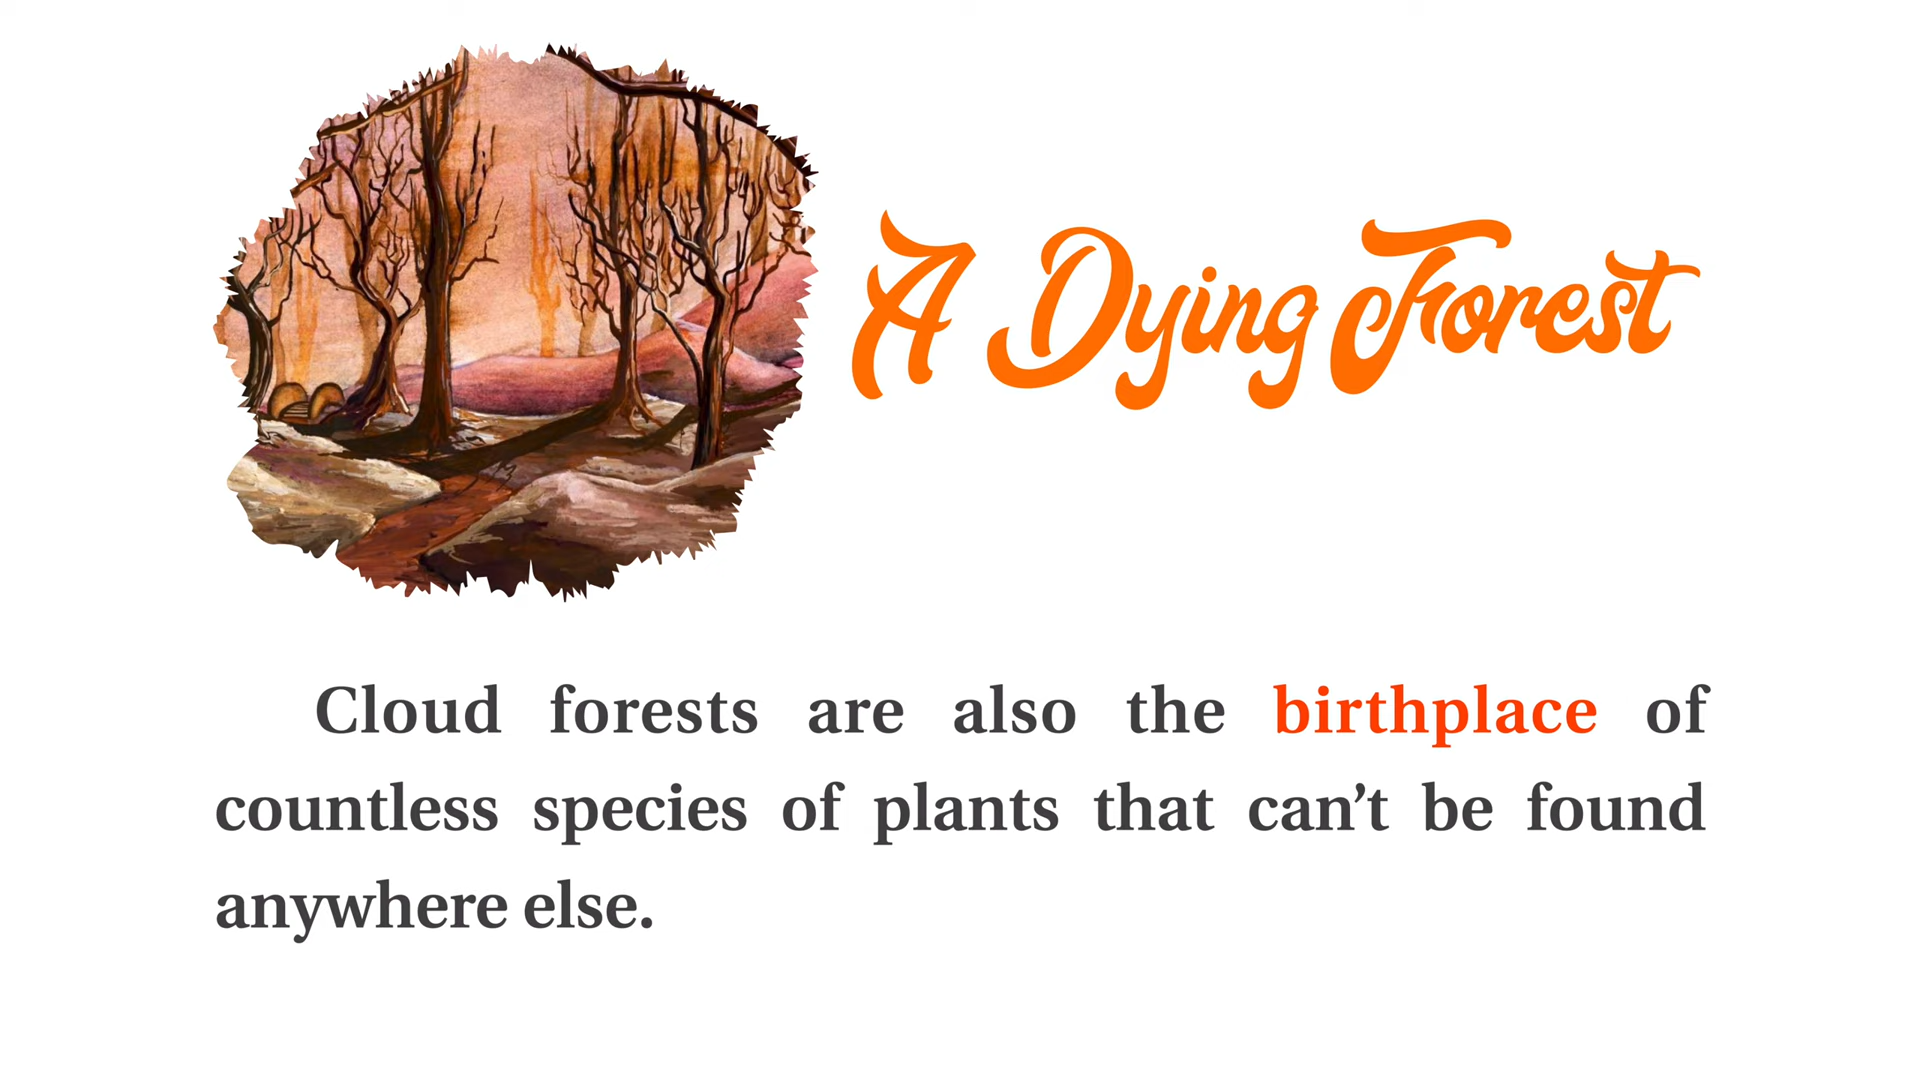 A Dying Forest
Cloud forests are also the birthplace of
countless species of plants that can’t be found
anywhere else.